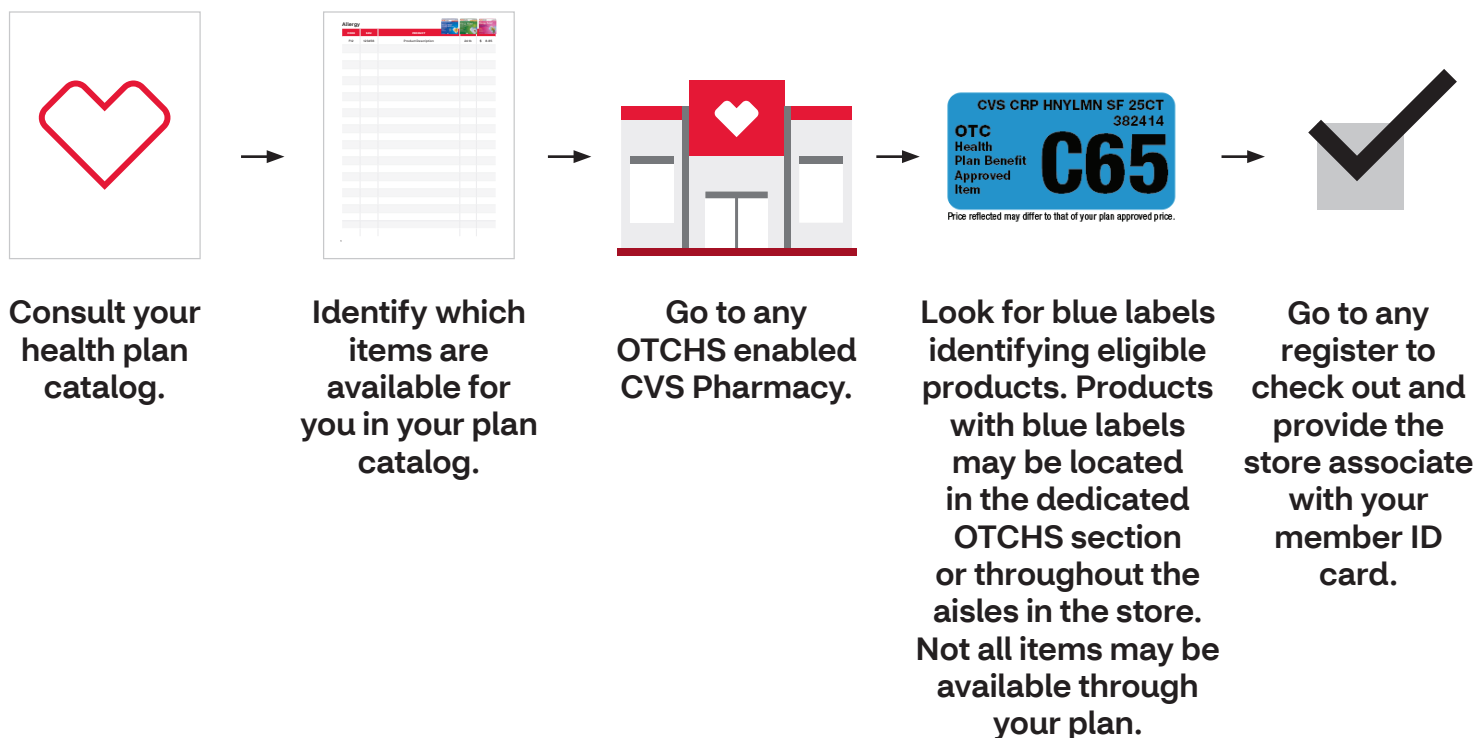 Allergy
Product Description
CVS CRP HNYLMN SF 25CT
382414
OTC
Health
Plan Benefit
Approved
Item
C65
Price reflected may differ to that of your plan approved price.
Consult your
health plan
catalog.
Identify which
items are
available for
you in your plan
catalog.
Go to any
OTCHS enabled
CVS Pharmacy.
Look for blue labels
identifying eligible
products. Products
with blue labels
may be located
in the dedicated
OTCHS section
or throughout the
aisles in the store.
Not all items may be
available through
your plan.
Go to any
register to
check out and
provide the
store associate
with your
member ID
card.